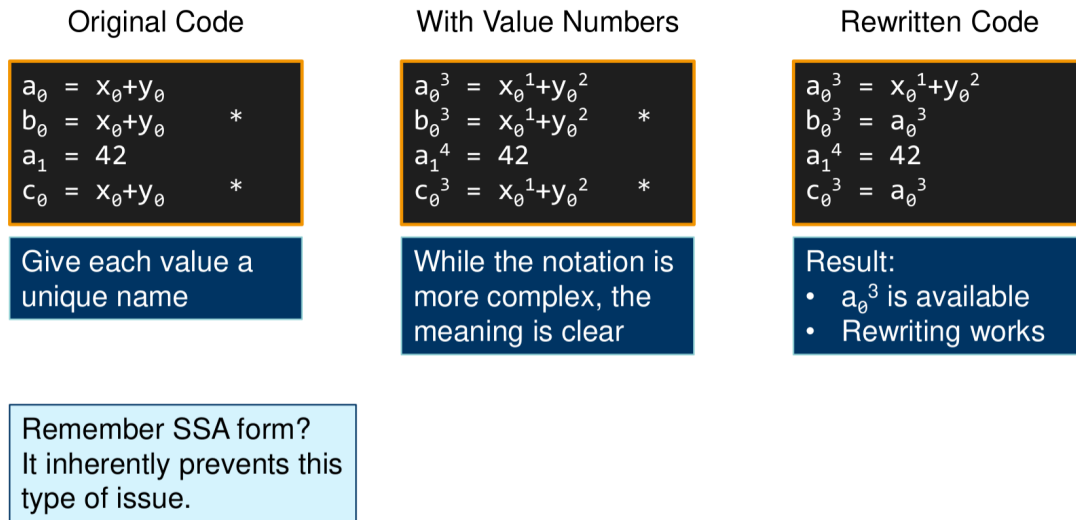 Original Code
a₀ = x₀+y₀
b₀ = x₀+y₀ *
a₁ = 42
c₀ = x₀+y₀ *
Give each value a
unique name
With Value Numbers
a₀³ = x₀¹+y₀²
b₀³ = x₀¹+y₀² *
a₁⁴ = 42
c₀³ = x₀¹+y₀² *
While the notation is
more complex, the
meaning is clear
Rewritten Code
a₀³ = x₀¹+y₀²
b₀³ = a₀³
a₁⁴ = 42
c₀³ = a₀³
Result:
• a₀³ is available
• Rewriting works
Remember SSA form?
It inherently prevents this
type of issue.